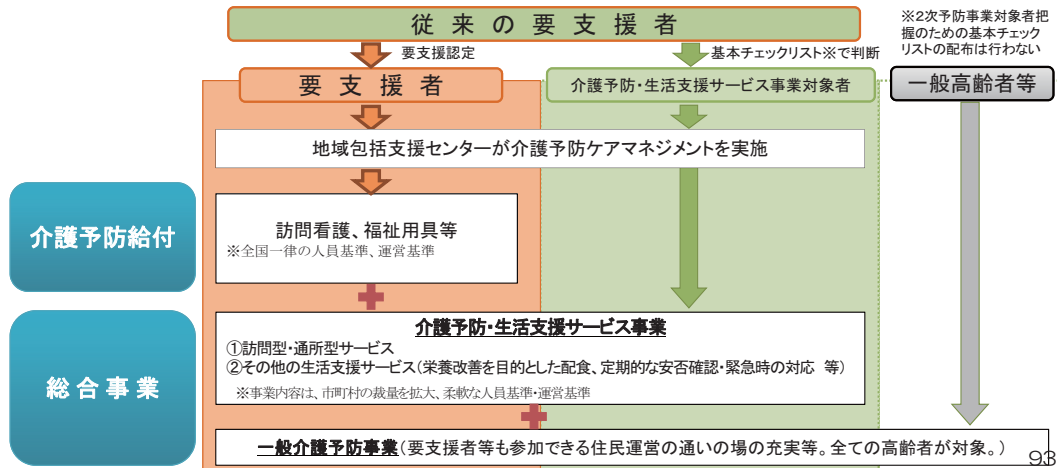 従来の要支援者
※２次予防事業対象者把
握のための基本チェック
リストの配布は行わない
要支援認定
基本チェックリスト※で判断
要支援者
介護予防・生活支援サービス事業対象者
一般高齢者等
地域包括支援センターが介護予防ケアマネジメントを実施
介護予防給付
訪問看護、福祉用具等
※全国一律の人員基準、運営基準
総合事業
介護予防・生活支援サービス事業
①訪問型・通所型サービス
②その他の生活支援サービス（栄養改善を目的とした配食、定期的な安否確認・緊急時の対応 等）
※事業内容は、市町村の裁量を拡大、柔軟な人員基準・運営基準
一般介護予防事業（要支援者等も参加できる住民運営の通いの場の充実等。全ての高齢者が対象。）
93